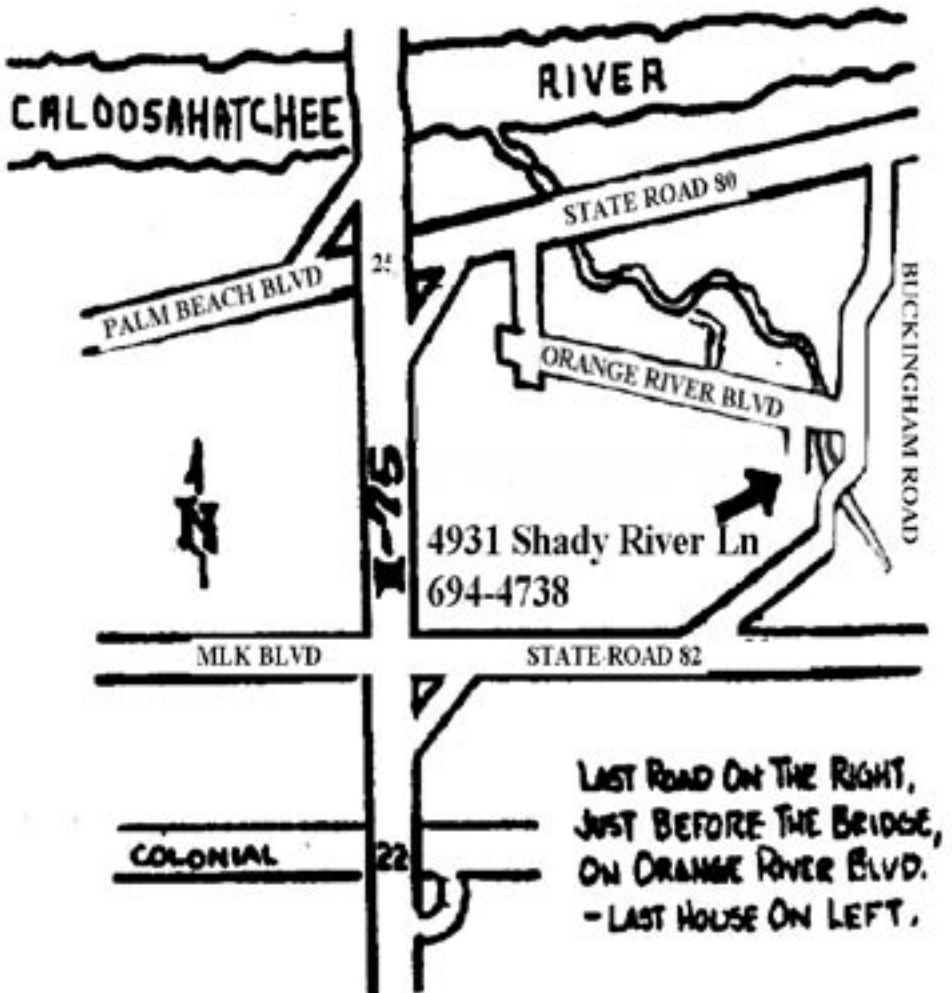 RIVER
CALOOSAHATCHEE
STATE ROAD 80
PALM BEACH BLVD
BUCKINGHAM ROAD
ORANGE RIVER BLVD
I-75
N
4931 Shady River Ln
694-4738
MLK BLVD
STATE ROAD 82
LAST ROAD ON THE RIGHT,
JUST BEFORE THE BRIDGE,
ON ORANGE RIVER BLVD.
- LAST HOUSE ON LEFT.
COLONIAL
22